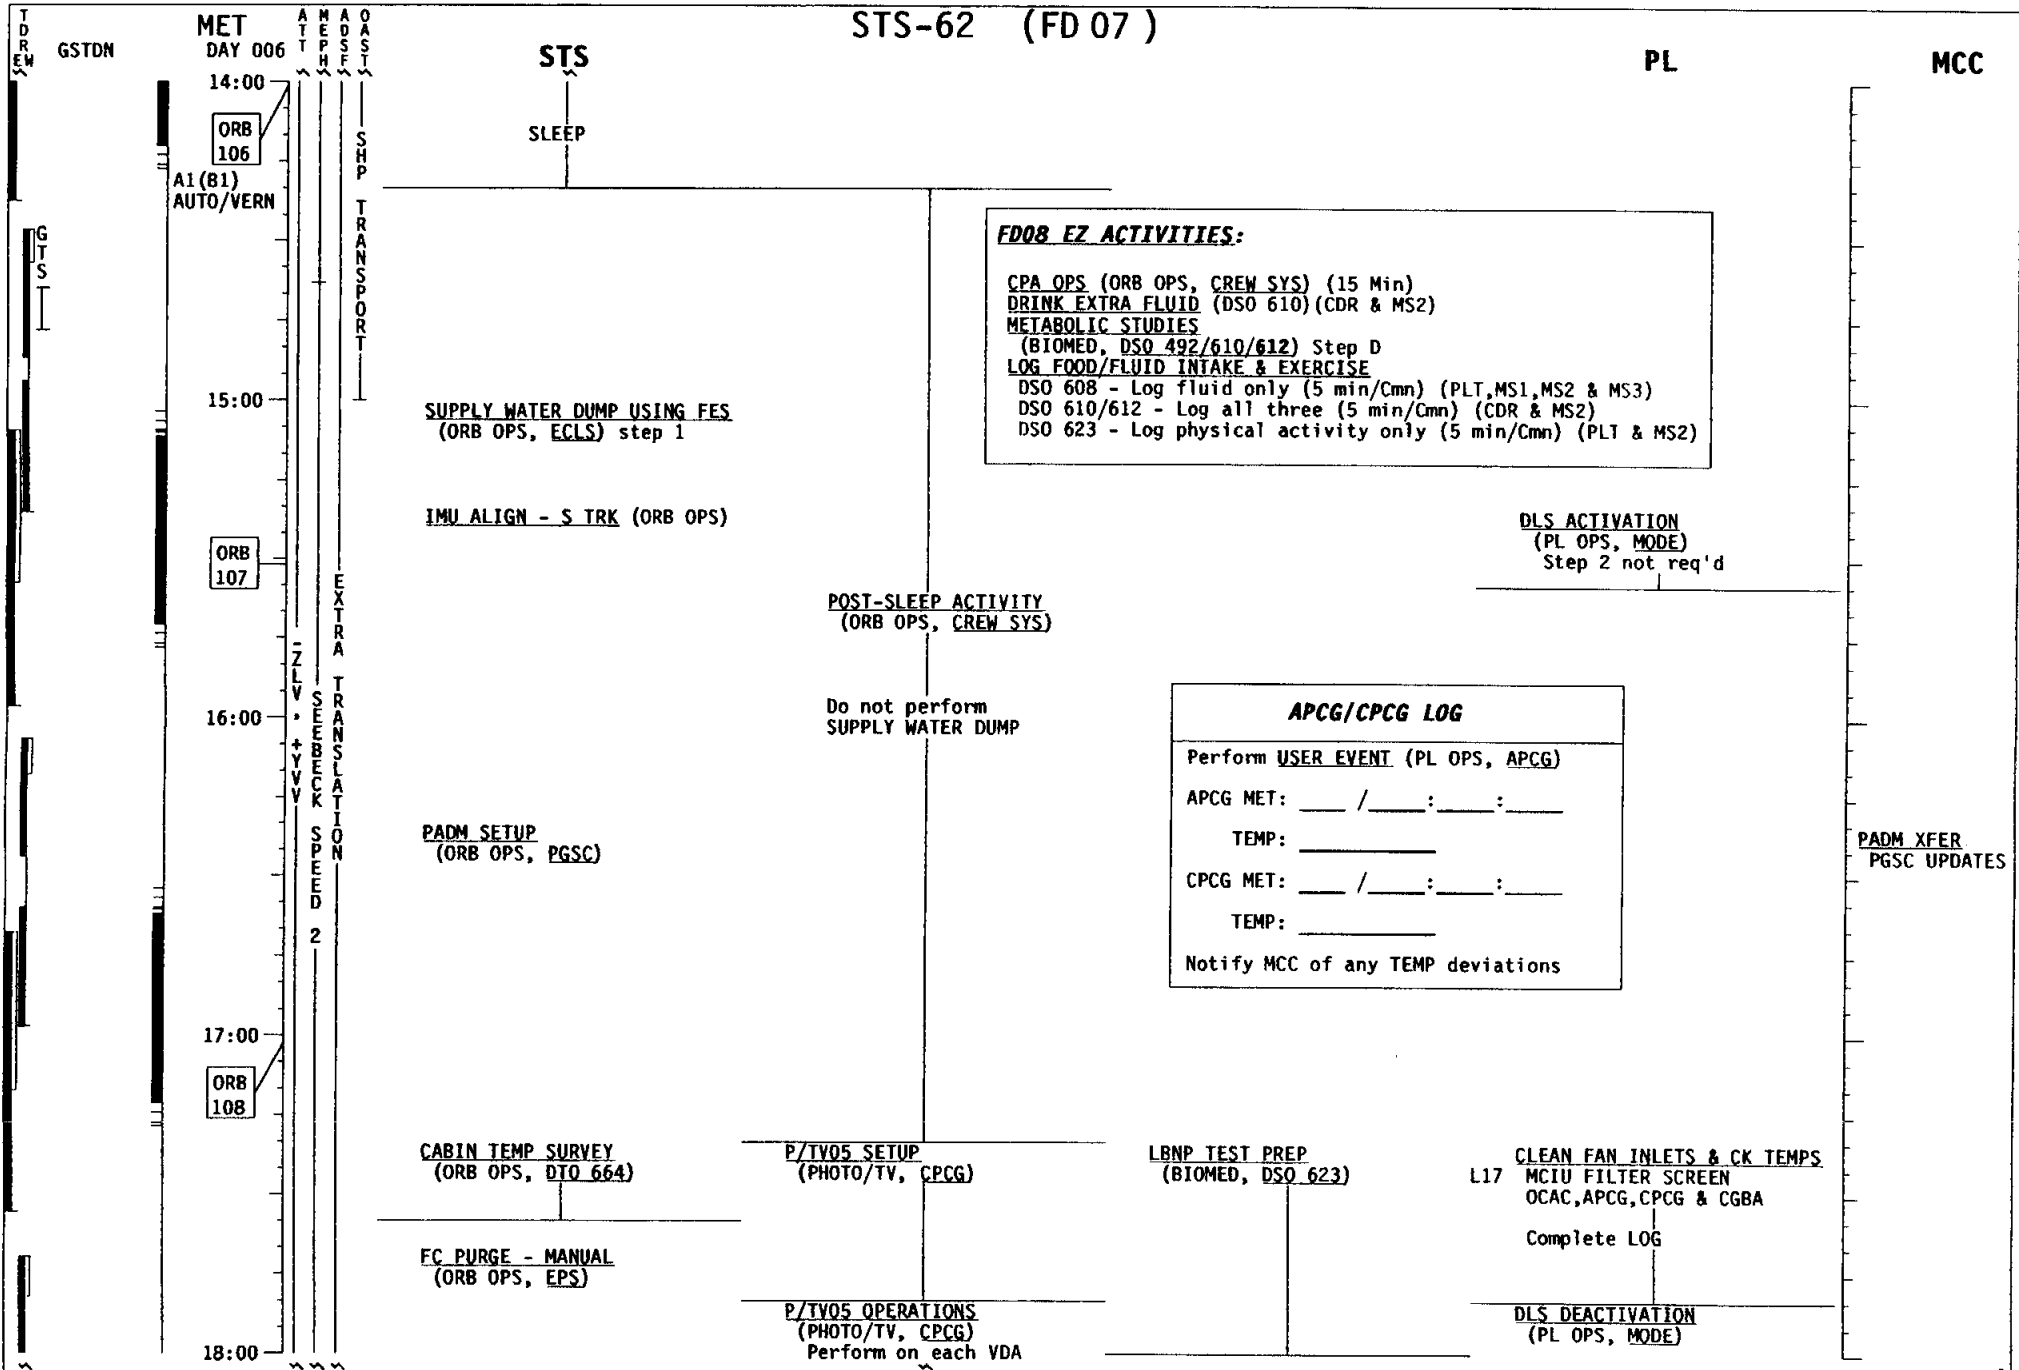 STS-62 (FD 07)
T D R E W
GSTDN
MET
DAY 006
ATT
MEPH
ADSF
OAST
STS
PL
MCC
14:00
ORB
106
A1(B1)
AUTO/VERN
GTS
SHP TRANSPORT
SLEEP
FD08 EZ ACTIVITIES:
CPA OPS (ORB OPS, CREW SYS) (15 Min)
DRINK EXTRA FLUID (DSO 610)(CDR & MS2)
METABOLIC STUDIES
(BIOMED, DSO 492/610/612) Step D
LOG FOOD/FLUID INTAKE & EXERCISE
DSO 608 - Log fluid only (5 min/Cmn) (PLT,MS1,MS2 & MS3)
DSO 610/612 - Log all three (5 min/Cmn) (CDR & MS2)
DSO 623 - Log physical activity only (5 min/Cmn) (PLT & MS2)
15:00
SUPPLY WATER DUMP USING FES
(ORB OPS, ECLS) step 1
IMU ALIGN - S TRK (ORB OPS)
DLS ACTIVATION
(PL OPS, MODE)
Step 2 not req'd
ORB
107
-ZLV, +YVV
SEEBECK SPEED 2
EXTRA TRANSLATION
POST-SLEEP ACTIVITY
(ORB OPS, CREW SYS)
Do not perform
SUPPLY WATER DUMP
16:00
APCG/CPCG LOG
Perform USER EVENT (PL OPS, APCG)
APCG MET: ____ /_____:_____:_____
TEMP: ____________
CPCG MET: ____ /_____:_____:_____
TEMP: ____________
Notify MCC of any TEMP deviations
PADM SETUP
(ORB OPS, PGSC)
PADM XFER
PGSC UPDATES
17:00
ORB
108
CABIN TEMP SURVEY
(ORB OPS, DTO 664)
P/TV05 SETUP
(PHOTO/TV, CPCG)
LBNP TEST PREP
(BIOMED, DSO 623)
CLEAN FAN INLETS & CK TEMPS
L17 MCIU FILTER SCREEN
OCAC,APCG,CPCG & CGBA
Complete LOG
FC PURGE - MANUAL
(ORB OPS, EPS)
P/TV05 OPERATIONS
(PHOTO/TV, CPCG)
Perform on each VDA
DLS DEACTIVATION
(PL OPS, MODE)
18:00